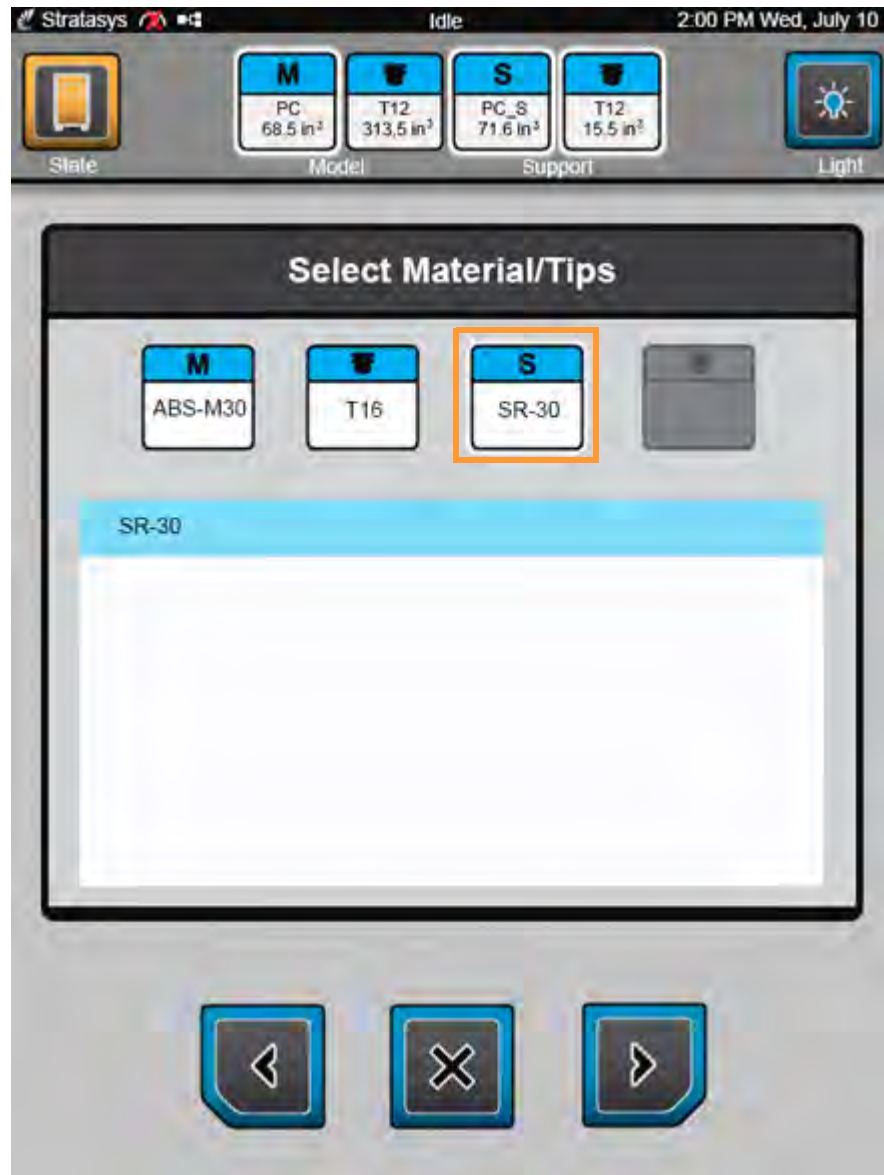 Stratasys Idle 2:00 PM Wed, July 10
M S
PC T12 PC_S T12
68.5 in³ 313.5 in³ 71.6 in³ 15.5 in³
State Model Support Light
Select Material/Tips
M S
ABS-M30 T16 SR-30
SR-30